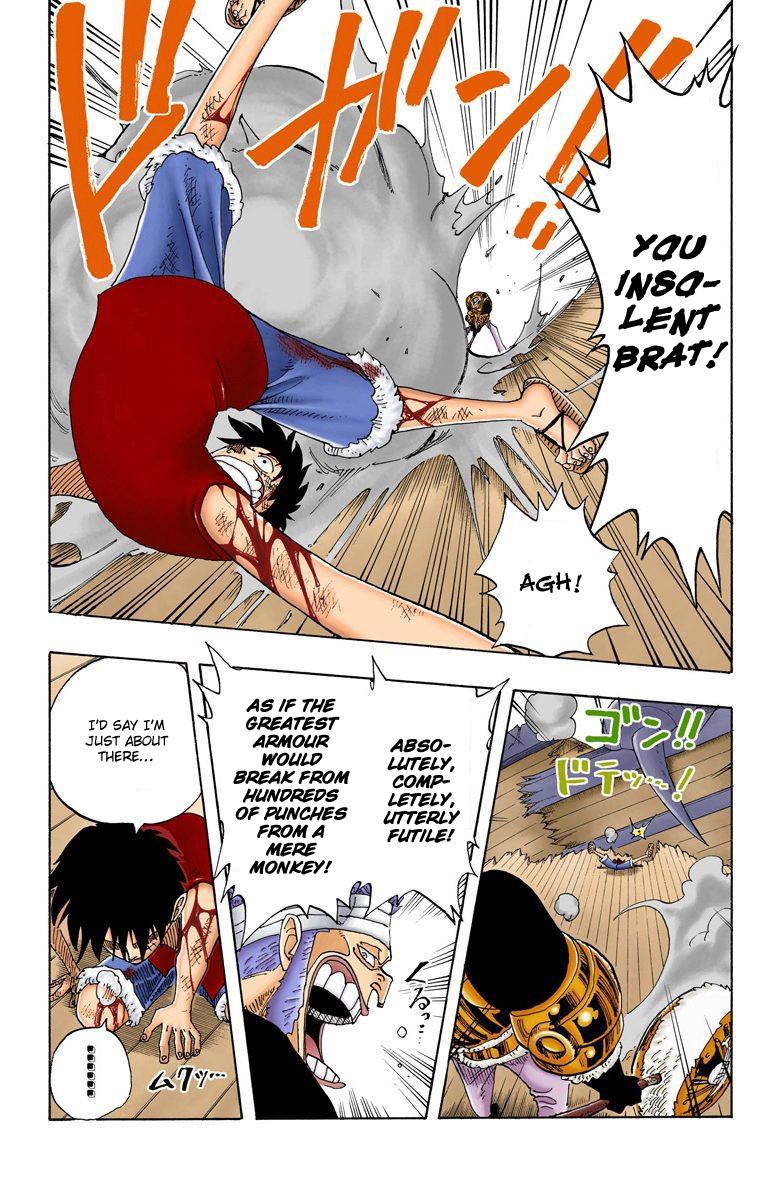 ドガン!!
YOU
INSO-
LENT
BRAT!
AGH!
ゴン!!
ドテッ…!
ABSO-
LUTELY,
COMP-
LETELY,
UTTERLY
FUTILE!
AS IF THE
GREATEST
ARMOUR
WOULD
BREAK FROM
HUNDREDS
OF PUNCHES
FROM A
MERE
MONKEY!
くるっ…
I'D SAY I'M
JUST ABOUT
THERE...
ムクッ…